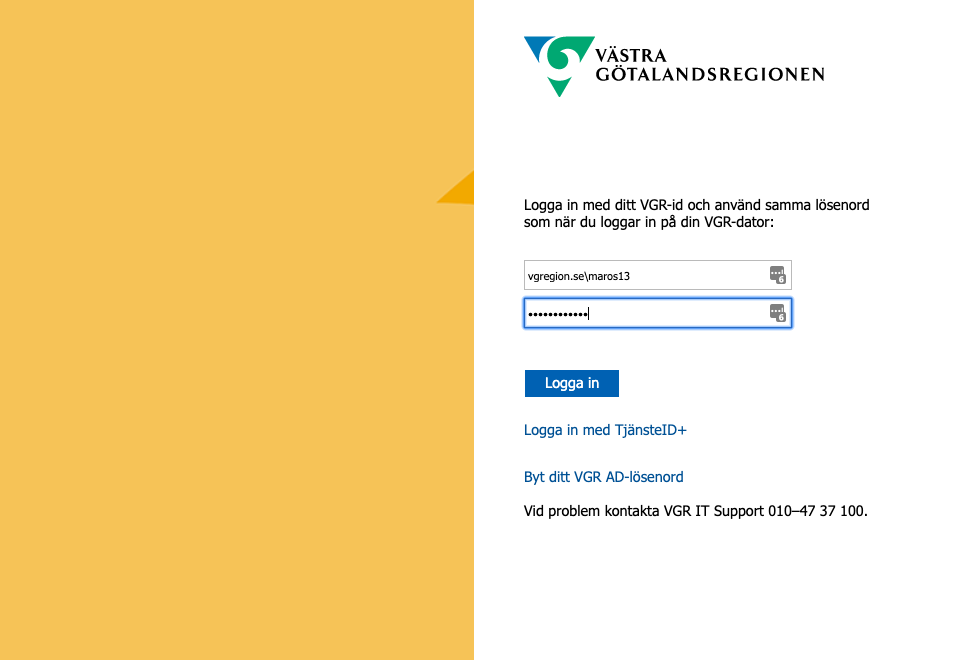 VÄSTRA
GÖTALANDSREGIONEN
Logga in med ditt VGR-id och använd samma lösenord
som när du loggar in på din VGR-dator:
vgregion.se\maros13
6
••••••••••••
6
Logga in
Logga in med TjänsteID+
Byt ditt VGR AD-lösenord
Vid problem kontakta VGR IT Support 010–47 37 100.